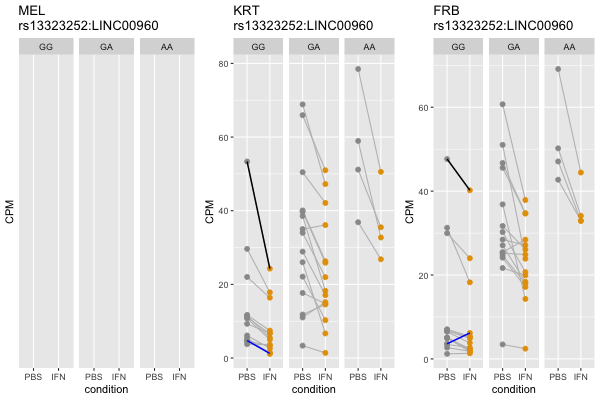 MEL
rs13323252:LINC00960
GG GA AA
CPM
PBS IFN PBS IFN PBS IFN
condition
KRT
rs13323252:LINC00960
GG GA AA
80
60
40
20
0
CPM
PBS IFN PBS IFN PBS IFN
condition
FRB
rs13323252:LINC00960
GG GA AA
60
40
20
0
CPM
PBS IFN PBS IFN PBS IFN
condition